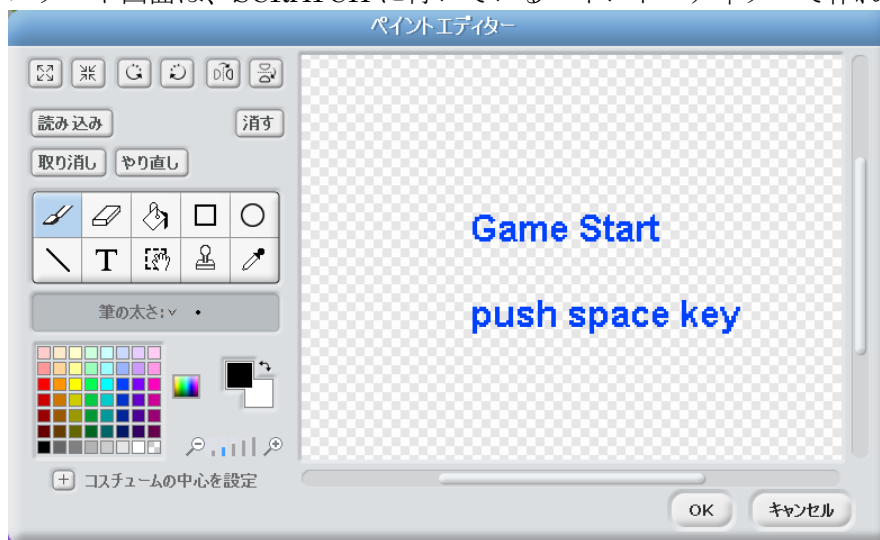 ペイントエディター
読み込み
消す
取り消し
やり直し
T
筆の太さ:
Game Start
push space key
コスチュームの中心を設定
OK
キャンセル